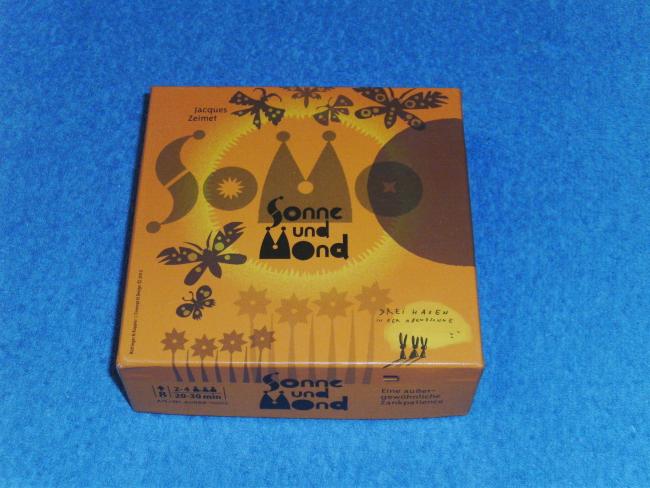 Jacques
Zeimet
SoMo
Sonne
und
Mond
DREI HASEN
IN DER ABENDSONNE
8
2-4
20-30 min
Sonne
und
Mond
Eine außer-
gewöhnliche
Zankpatience